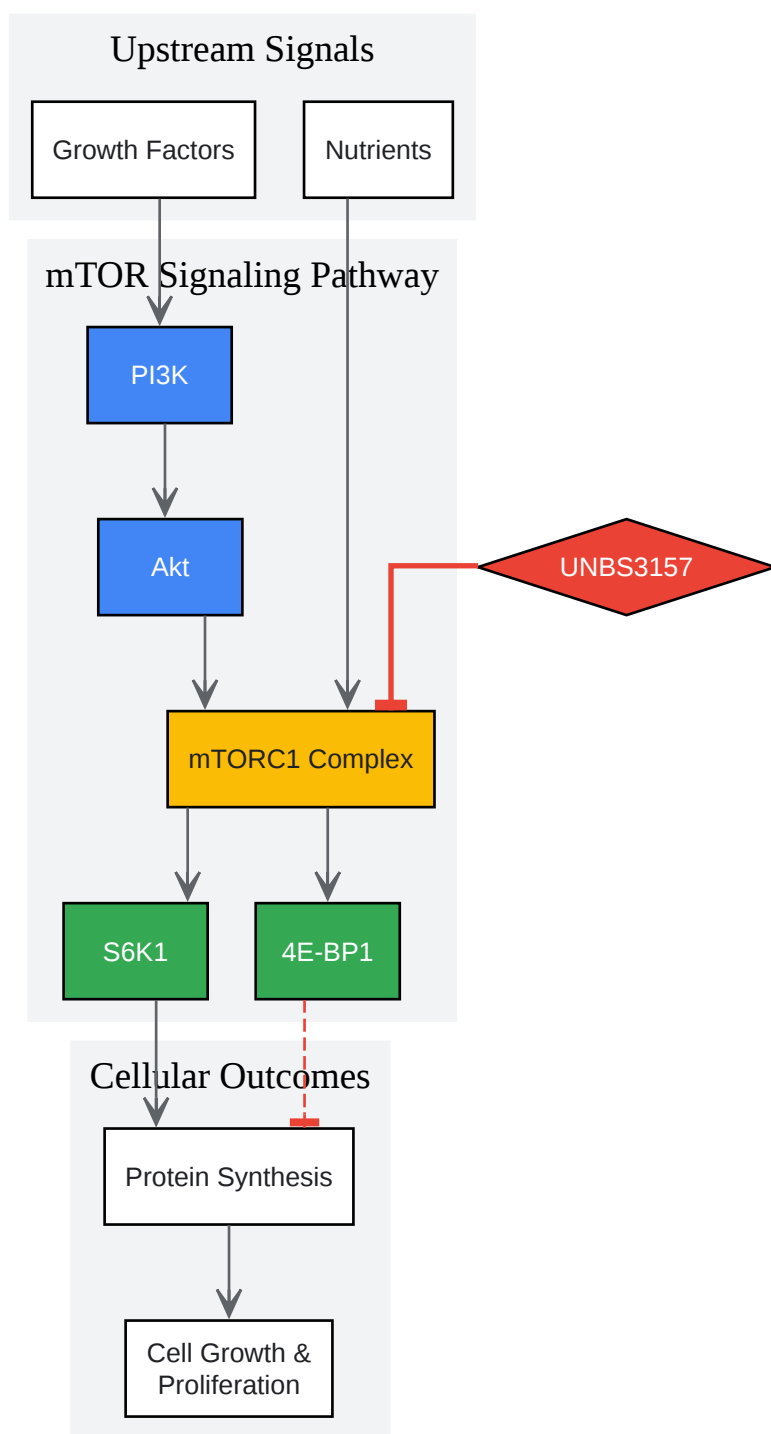 Upstream Signals
Growth Factors
Nutrients
mTOR Signaling Pathway
PI3K
Akt
UNBS3157
mTORC1 Complex
S6K1
4E-BP1
Cellular Outcomes
Protein Synthesis
Cell Growth &
Proliferation